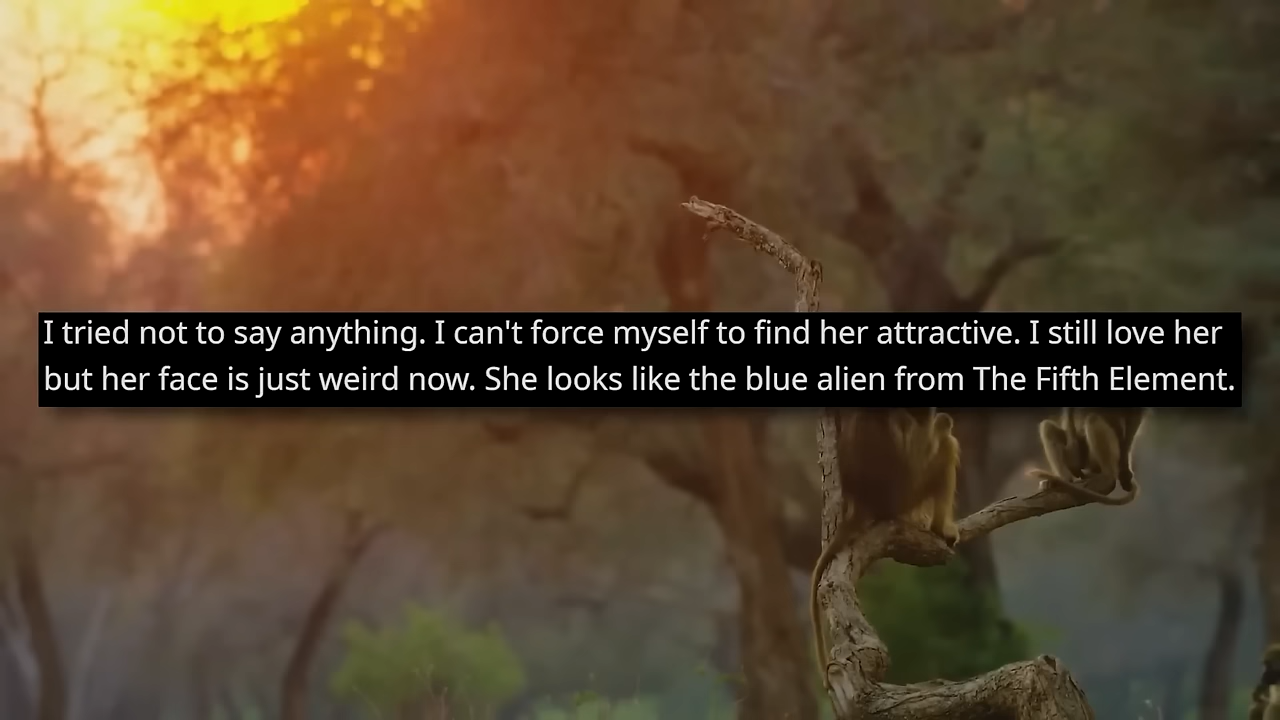 I tried not to say anything. I can't force myself to find her attractive. I still love her
but her face is just weird now. She looks like the blue alien from The Fifth Element.